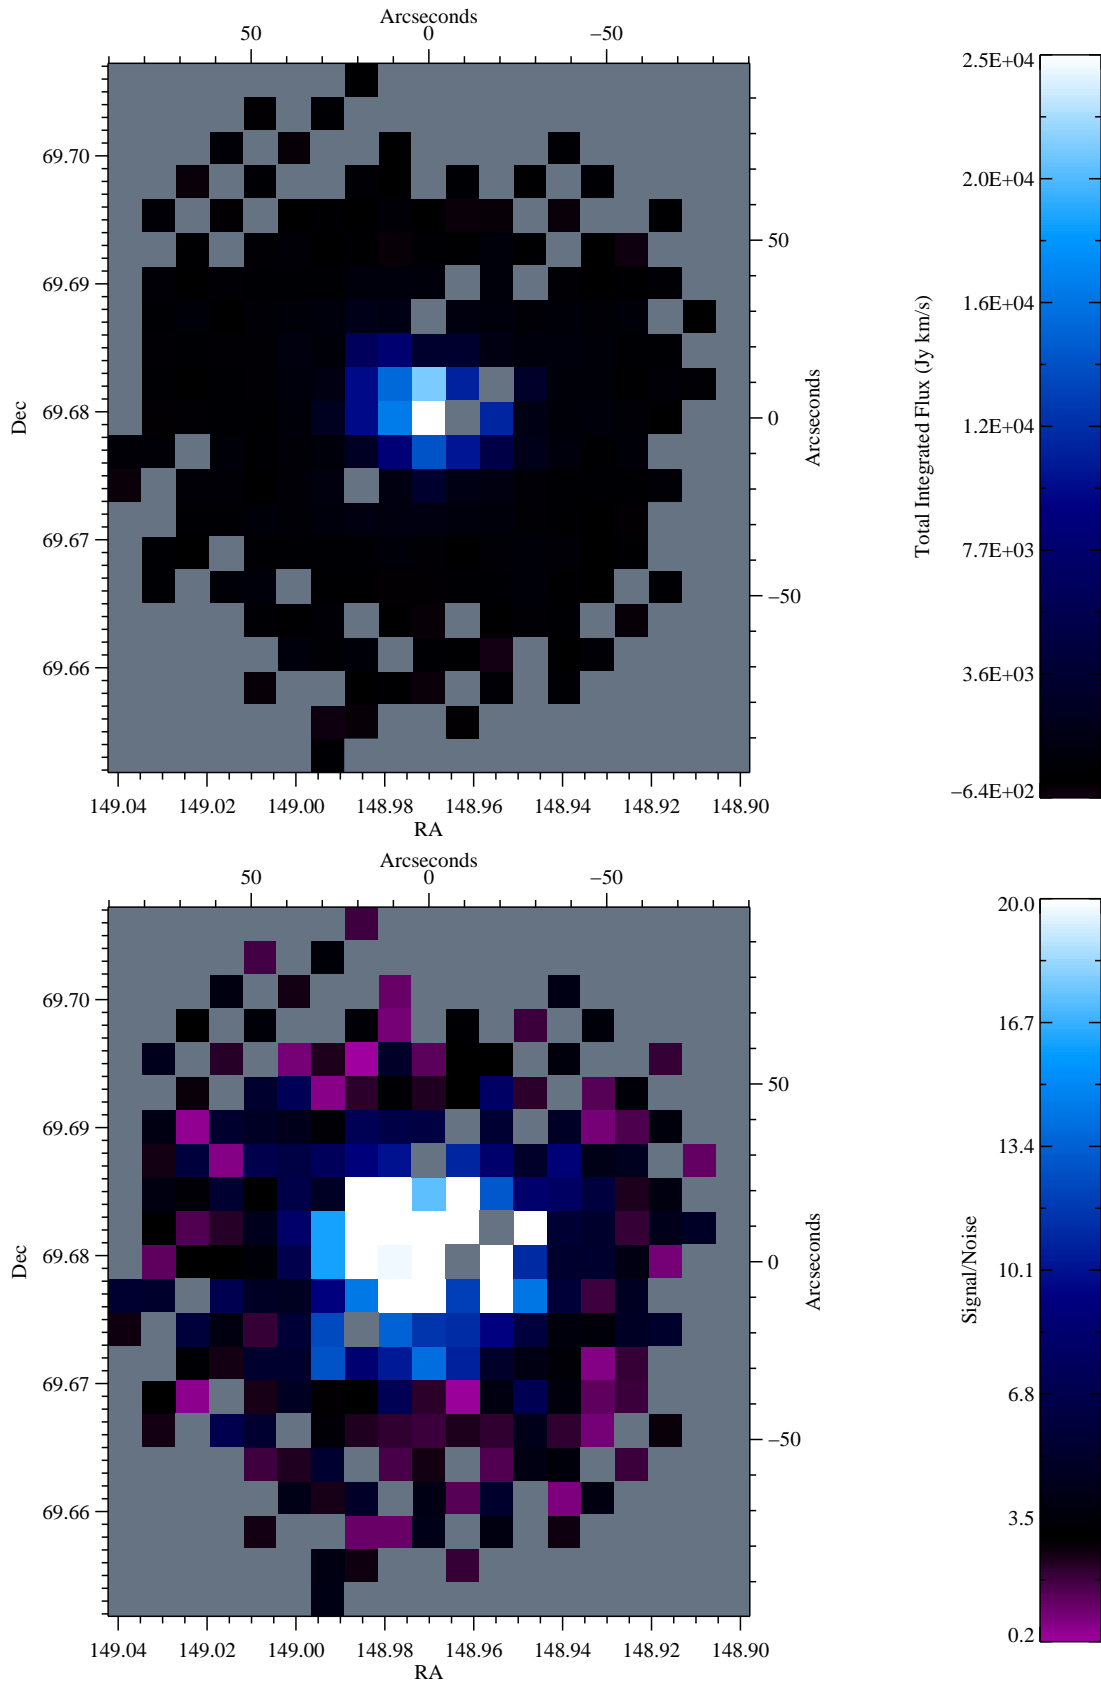 Arcseconds
50 0 −50
2.5E+04
69.70
2.0E+04
50
69.69
1.6E+04
Total Integrated Flux (Jy km/s)
Dec
69.68
0
Arcseconds
1.2E+04
69.67
7.7E+03
−50
69.66
3.6E+03
−6.4E+02
149.04 149.02 149.00 148.98 148.96 148.94 148.92 148.90
RA
Arcseconds
50 0 −50
20.0
69.70
16.7
50
69.69
13.4
Signal/Noise
Dec
69.68
0
Arcseconds
10.1
69.67
6.8
−50
69.66
3.5
0.2
149.04 149.02 149.00 148.98 148.96 148.94 148.92 148.90
RA